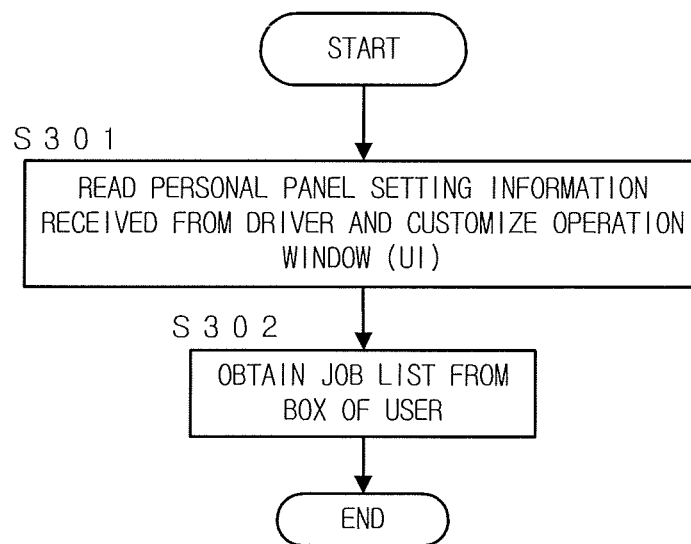 START
S301
READ PERSONAL PANEL SETTING INFORMATION
RECEIVED FROM DRIVER AND CUSTOMIZE OPERATION
WINDOW (UI)
S302
OBTAIN JOB LIST FROM
BOX OF USER
END